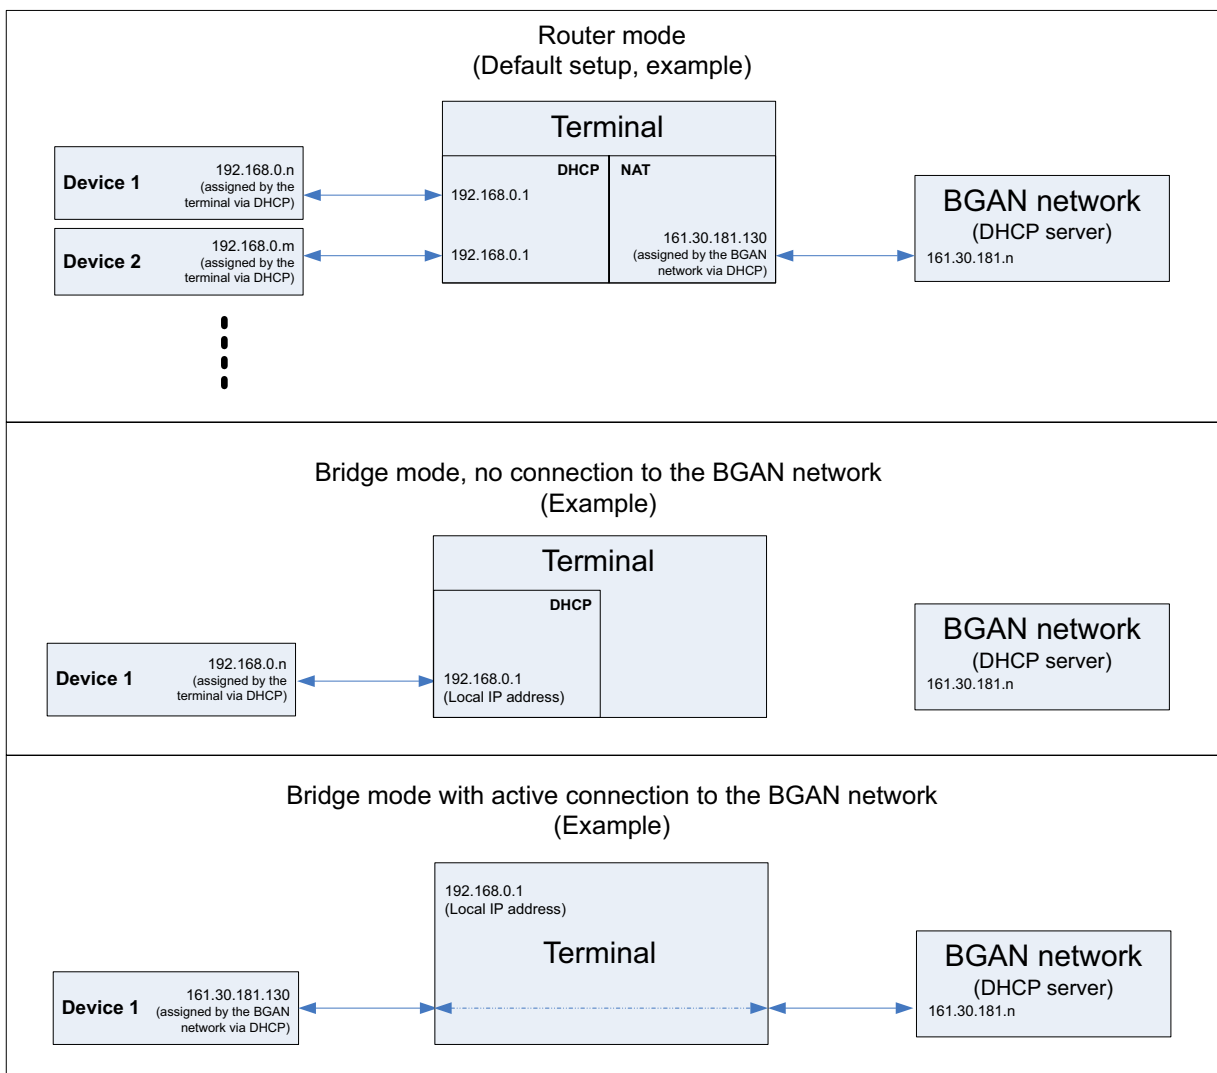 Router mode
(Default setup, example)
Terminal
DHCP
NAT
Device 1
192.168.0.n
(assigned by the
terminal via DHCP)
192.168.0.1
Device 2
192.168.0.m
(assigned by the
terminal via DHCP)
192.168.0.1
161.30.181.130
(assigned by the BGAN
network via DHCP)
BGAN network
(DHCP server)
161.30.181.n
Bridge mode, no connection to the BGAN network
(Example)
Terminal
DHCP
Device 1
192.168.0.n
(assigned by the
terminal via DHCP)
192.168.0.1
(Local IP address)
BGAN network
(DHCP server)
161.30.181.n
Bridge mode with active connection to the BGAN network
(Example)
192.168.0.1
(Local IP address)
Terminal
Device 1
161.30.181.130
(assigned by the BGAN
network via DHCP)
BGAN network
(DHCP server)
161.30.181.n